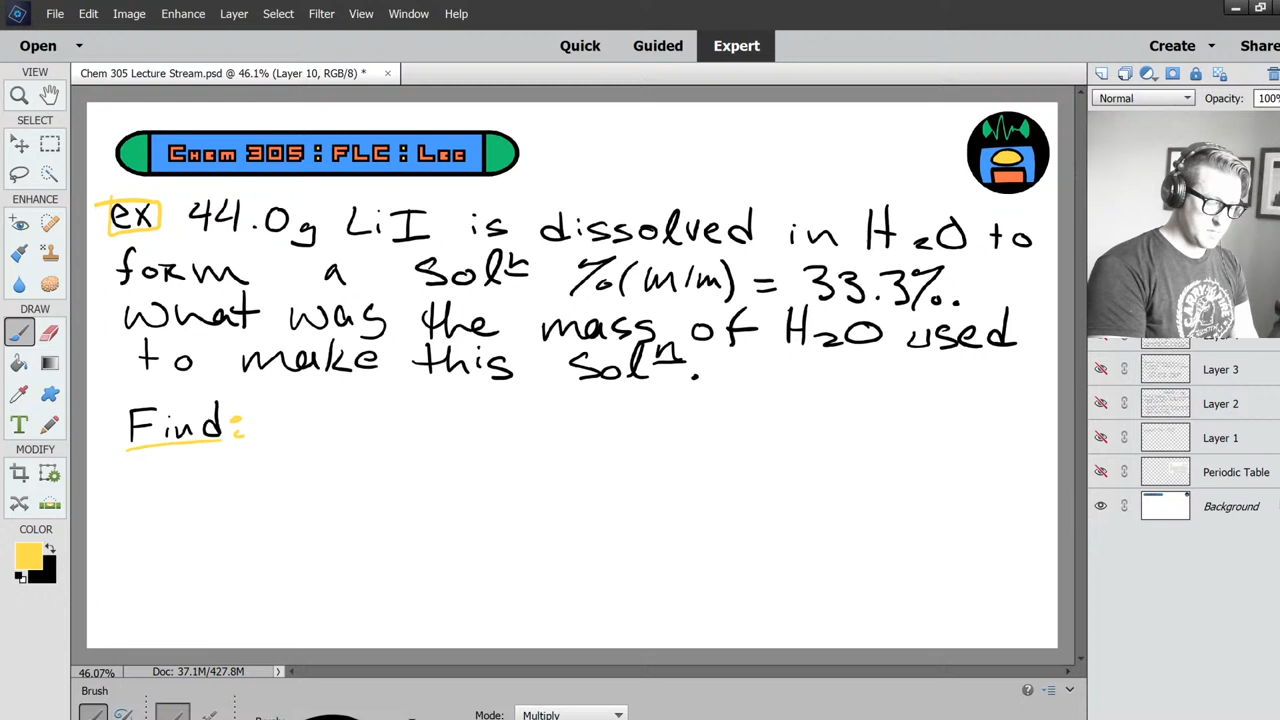 File Edit Image Enhance Layer Select Filter View Window Help
Open Quick Guided Expert Create Share
VIEW
Chem 305 Lecture Stream.psd @ 46.1% (Layer 10, RGB/8) *
Normal Opacity: 100%
SELECT
ENHANCE
DRAW
MODIFY
COLOR
Chem 305 : FLC : Lec
ex 44.0g LiI is dissolved in H₂O to
form a solⁿ %(m/m) = 33.3%.
What was the mass of H₂O used
to make this solⁿ.
Find:
CARRY
Layer 3
Layer 2
Layer 1
Periodic Table
Background
46.07% Doc: 37.1M/427.8M
Brush
Mode: Multiply